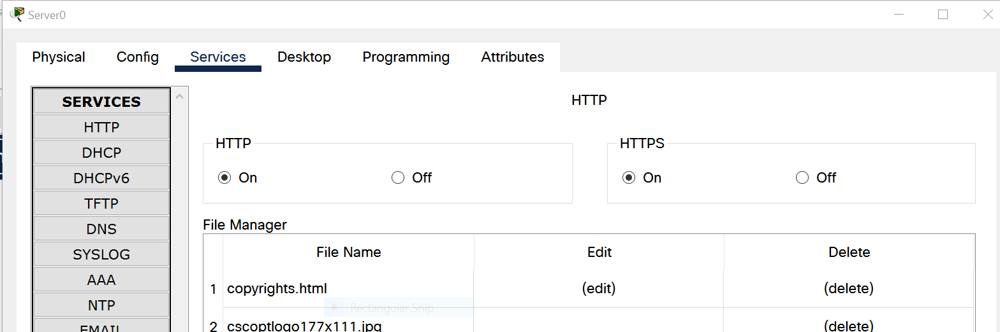 Server0
Physical Config Services Desktop Programming Attributes
SERVICES
HTTP
DHCP
DHCPv6
TFTP
DNS
SYSLOG
AAA
NTP
EMAIL
HTTP
HTTP
On Off
HTTPS
On Off
File Manager
File Name Edit Delete
1 copyrights.html (edit) (delete)
Rectangular Snip
2 cscoptlogo177x111.jpg (delete)